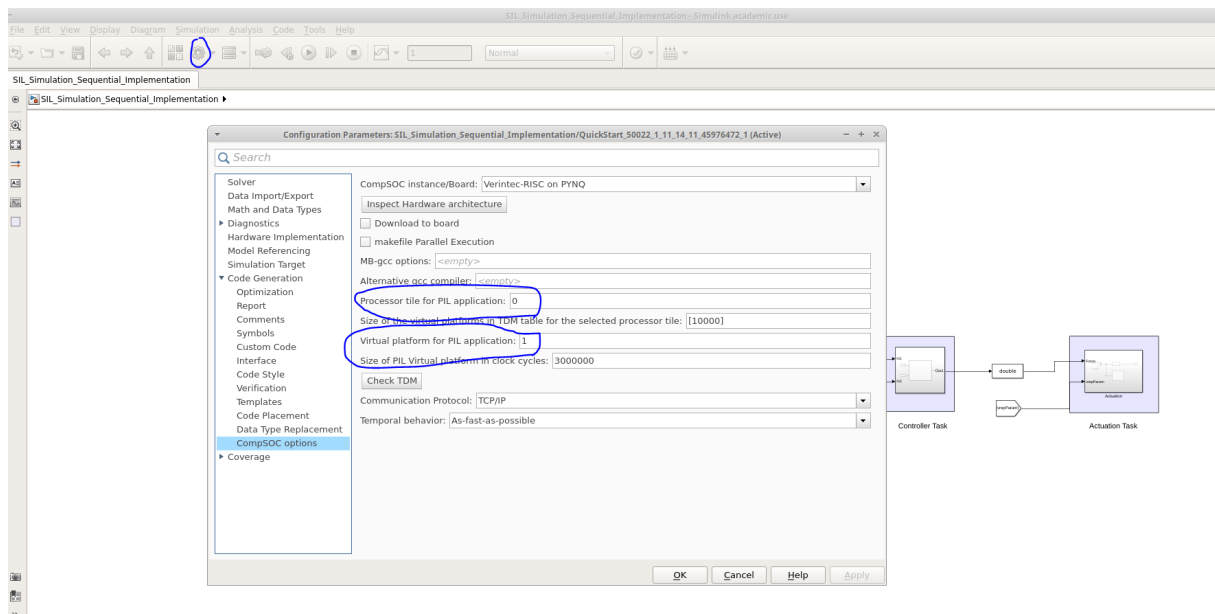 SIL_Simulation_Sequential_Implementation - Simulink academic use
File Edit View Display Diagram Simulation Analysis Code Tools Help
1 Normal
SIL_Simulation_Sequential_Implementation
SIL_Simulation_Sequential_Implementation
Configuration Parameters: SIL_Simulation_Sequential_Implementation/QuickStart_50022_1_11_14_11_45976472_1 (Active)
Search
Solver
Data Import/Export
Math and Data Types
Diagnostics
Hardware Implementation
Model Referencing
Simulation Target
Code Generation
Optimization
Report
Comments
Symbols
Custom Code
Interface
Code Style
Verification
Templates
Code Placement
Data Type Replacement
CompSOC options
Coverage
CompSOC instance/Board: Verintec-RISC on PYNQ
Inspect Hardware architecture
Download to board
makefile Parallel Execution
MB-gcc options: <empty>
Alternative gcc compiler: <empty>
Processor tile for PIL application: 0
Size of the virtual platforms in TDM table for the selected processor tile: [10000]
Virtual platform for PIL application: 1
Size of PIL Virtual platform in clock cycles: 3000000
Check TDM
Communication Protocol: TCP/IP
Temporal behavior: As-fast-as-possible
OK Cancel Help Apply
double
Controller Task
Actuation
Actuation Task